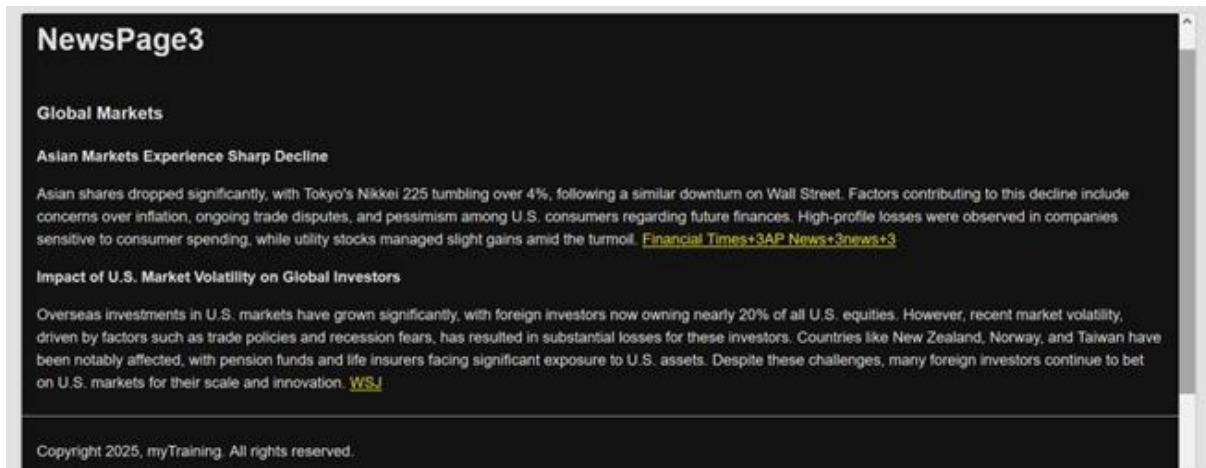 NewsPage3
Global Markets
Asian Markets Experience Sharp Decline
Asian shares dropped significantly, with Tokyo's Nikkei 225 tumbling over 4%, following a similar downturn on Wall Street. Factors contributing to this decline include
concerns over inflation, ongoing trade disputes, and pessimism among U.S. consumers regarding future finances. High-profile losses were observed in companies
sensitive to consumer spending, while utility stocks managed slight gains amid the turmoil. Financial Times+3AP News+3news+3
Impact of U.S. Market Volatility on Global Investors
Overseas investments in U.S. markets have grown significantly, with foreign investors now owning nearly 20% of all U.S. equities. However, recent market volatility,
driven by factors such as trade policies and recession fears, has resulted in substantial losses for these investors. Countries like New Zealand, Norway, and Taiwan have
been notably affected, with pension funds and life insurers facing significant exposure to U.S. assets. Despite these challenges, many foreign investors continue to bet
on U.S. markets for their scale and innovation. WSJ
Copyright 2025, myTraining. All rights reserved.